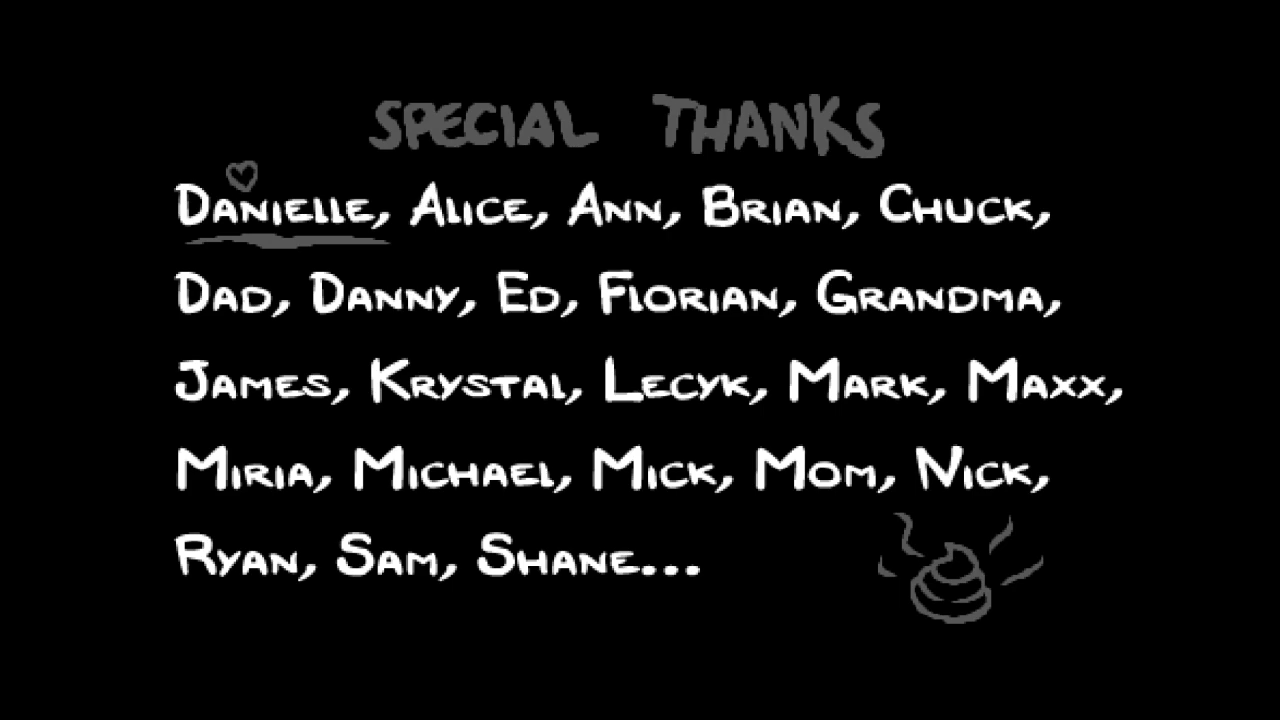 SPECIAL THANKS
DANIELLE, ALICE, ANN, BRIAN, CHUCK,
DAD, DANNY, ED, FLORIAN, GRANDMA,
JAMES, KRYSTAL, LECYK, MARK, MAXX,
MIRIA, MICHAEL, MICK, MOM, NICK,
RYAN, SAM, SHANE...